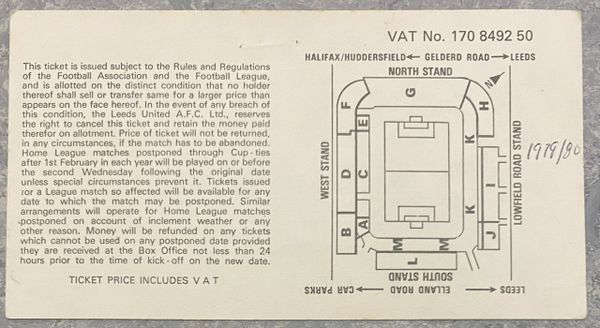 VAT No. 170 8492 50
This ticket is issued subject to the Rules and Regulations
of the Football Association and the Football League,
and is allotted on the distinct condition that no holder
thereof shall sell or transfer same for a larger price than
appears on the face hereof. In the event of any breach of
this condition, the Leeds United A.F.C. Ltd., reserves
the right to cancel this ticket and retain the money paid
therefor on allotment. Price of ticket will not be returned,
in any circumstances, if the match has to be abandoned.
Home League matches postponed through Cup-ties
after 1st February in each year will be played on or before
the second Wednesday following the original date
unless special circumstances prevent it. Tickets issued
for a League match so affected will be available for any
date to which the match may be postponed. Similar
arrangements will operate for Home League matches
postponed on account of inclement weather or any
other reason. Money will be refunded on any tickets
which cannot be used on any postponed date provided
they are received at the Box Office not less than 24
hours prior to the time of kick-off on the new date.
TICKET PRICE INCLUDES V A T
HALIFAX/HUDDERSFIELD ← GELDERD ROAD → LEEDS
NORTH STAND
N
F
G
H
E
K
WEST STAND
D
C
I
LOWFIELD ROAD STAND
1979/80
K
B
A
M
M
J
L
SOUTH STAND
CAR PARKS ← ELLAND ROAD → LEEDS